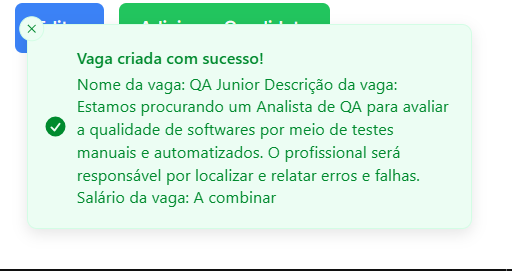 Vaga criada com sucesso!
Nome da vaga: QA Junior Descrição da vaga:
Estamos procurando um Analista de QA para avaliar
a qualidade de softwares por meio de testes
manuais e automatizados. O profissional será
responsável por localizar e relatar erros e falhas.
Salário da vaga: A combinar